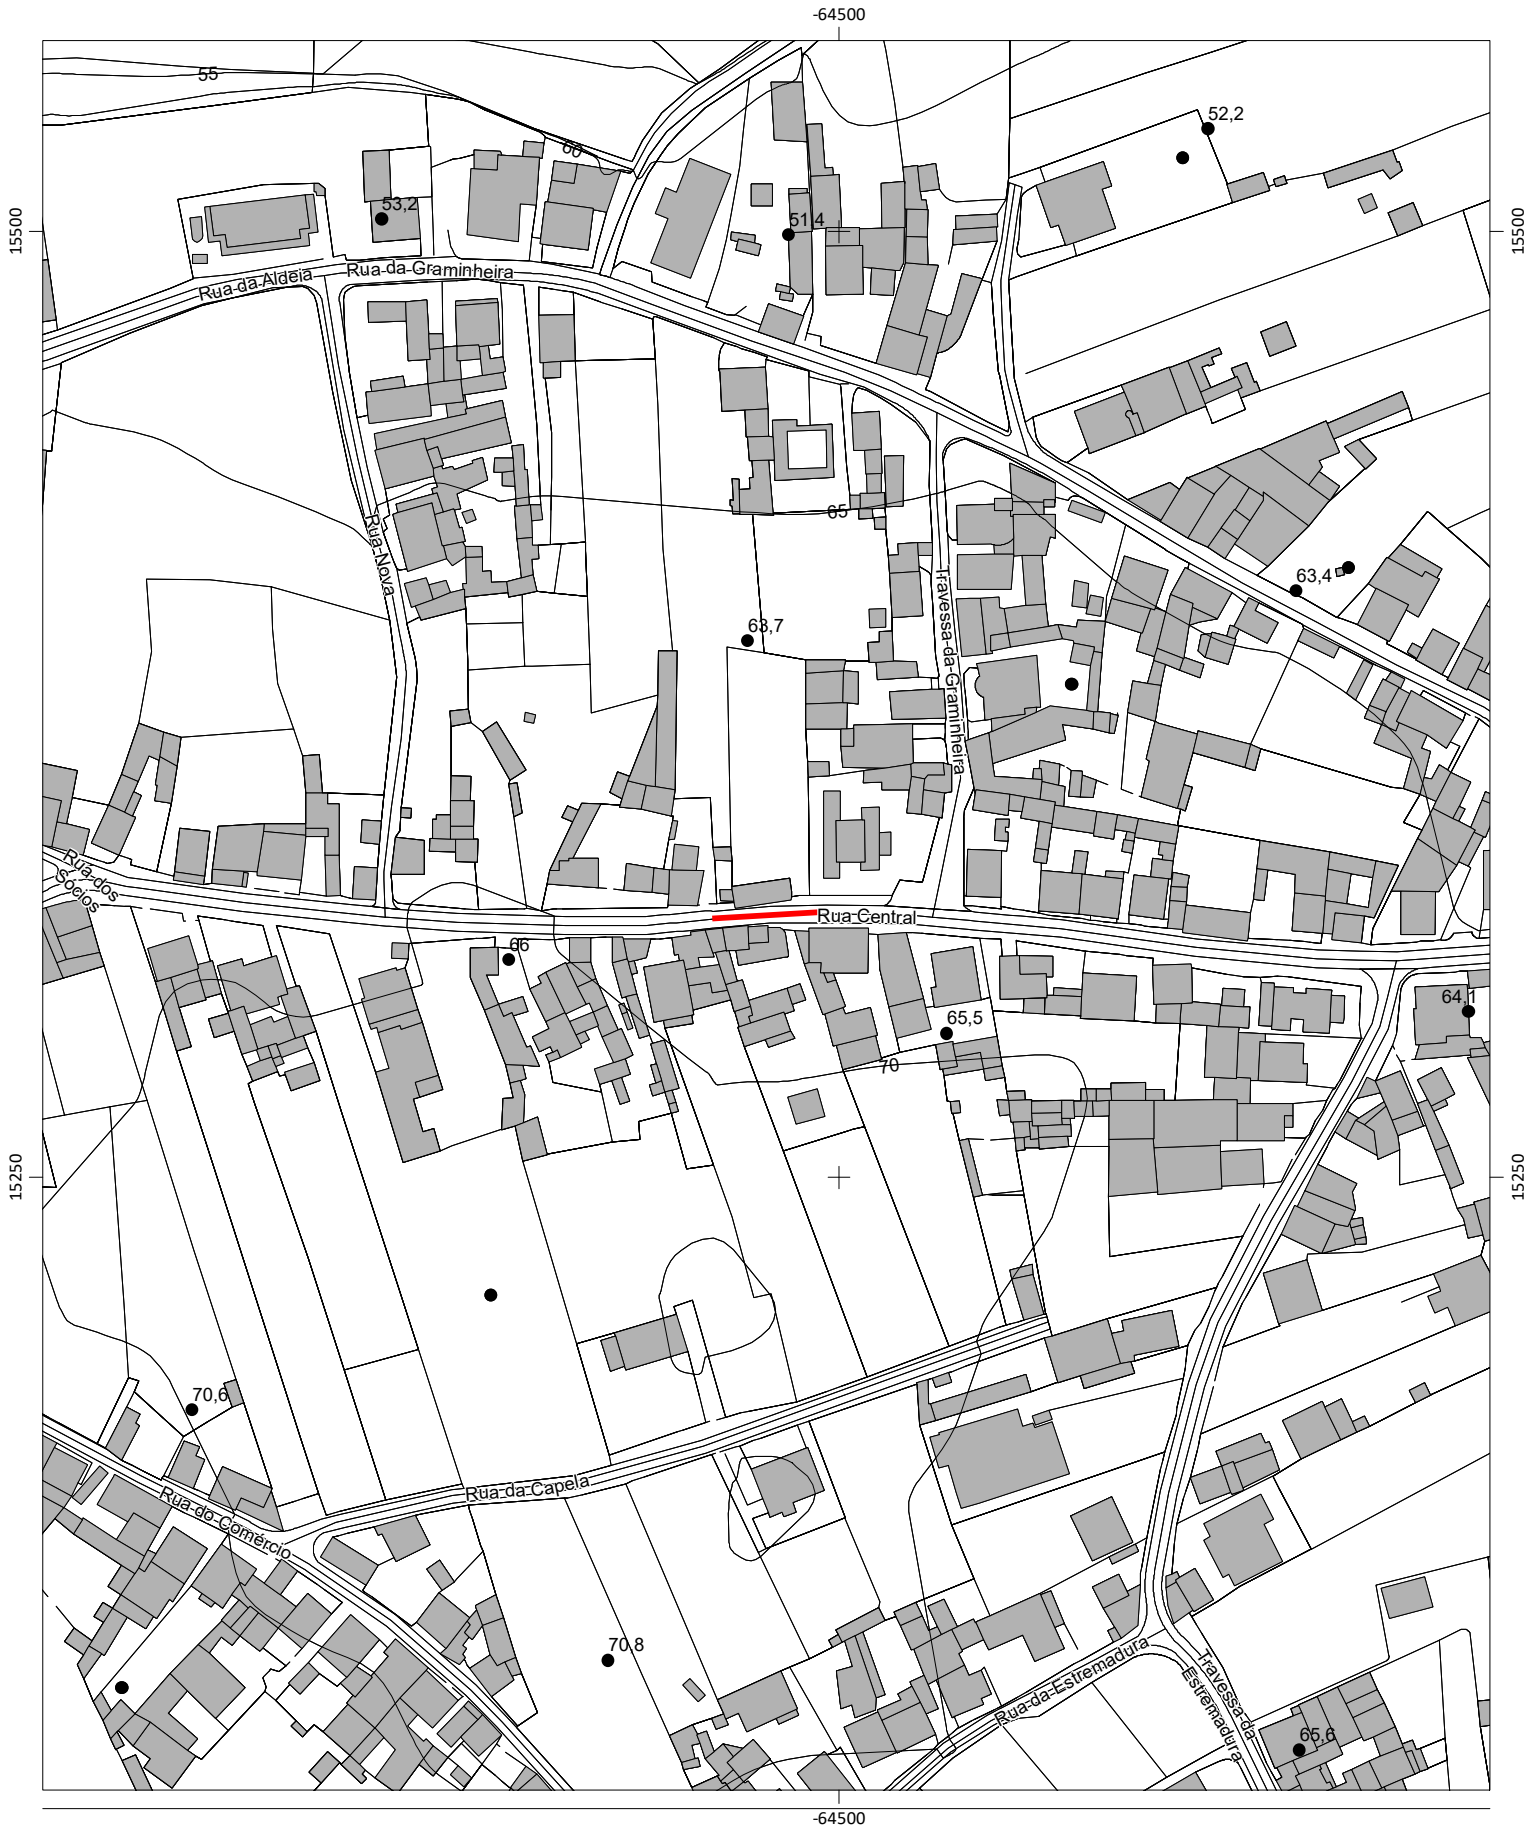 -64500
55
52,2
60
53,2
51,4
15500
15500
Rua da Graminheira
Rua da Aldeia
65
Rua Nova
63,4
Travessa da Graminheira
63,7
Rua dos
Socios
Rua Central
66
64,1
65,5
70
15250
15250
70,6
Rua da Capela
Rua do Comércio
70,8
Rua da Estremadura
Travessa da
Estremadura
65,6
-64500